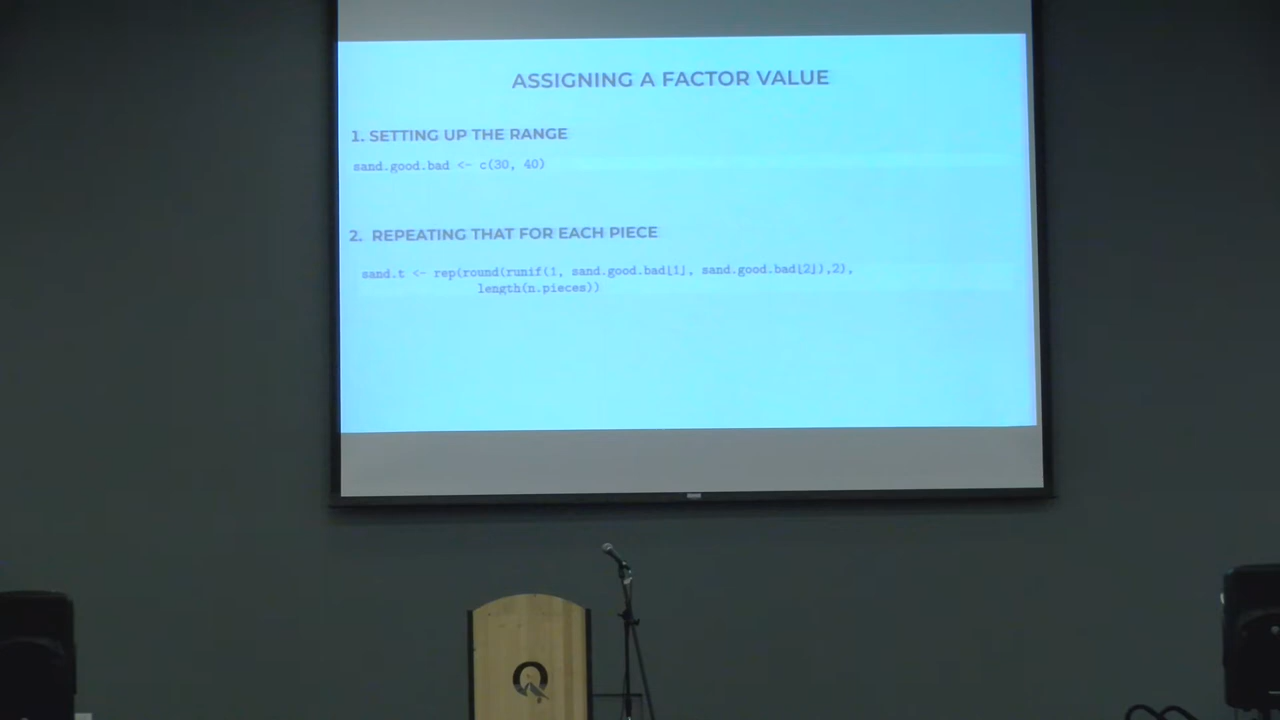 ASSIGNING A FACTOR VALUE
1. SETTING UP THE RANGE
sand.good.bad <- c(30, 40)
2. REPEATING THAT FOR EACH PIECE
sand.t <- rep(round(runif(1, sand.good.bad[1], sand.good.bad[2]),2),
length(n.pieces))
Q